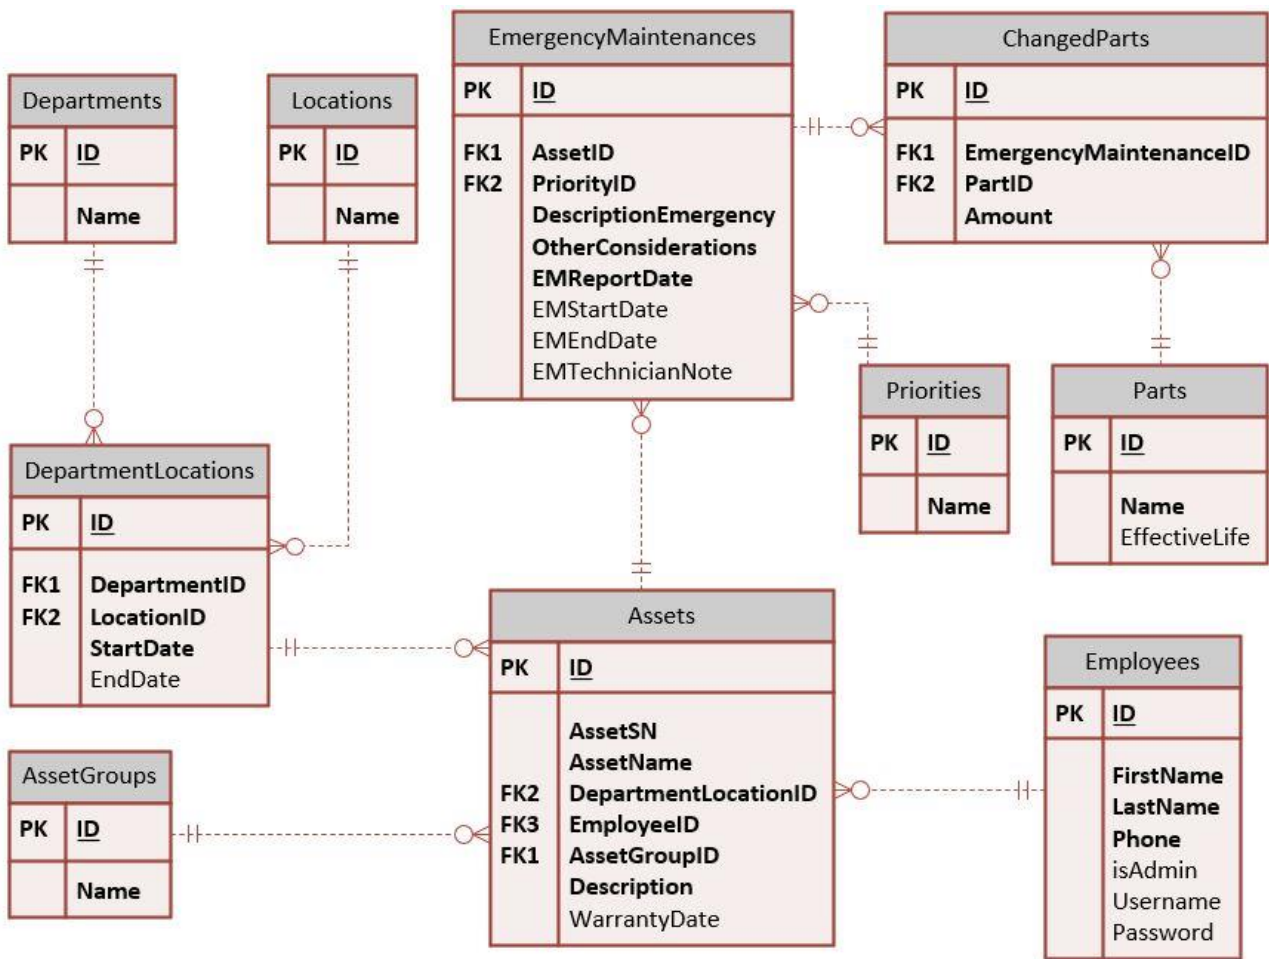 EmergencyMaintenances
PK ID
FK1 AssetID
FK2 PriorityID
DescriptionEmergency
OtherConsiderations
EMReportDate
EMStartDate
EMEndDate
EMTechnicianNote
ChangedParts
PK ID
FK1 EmergencyMaintenanceID
FK2 PartID
Amount
Departments
PK ID
Name
Locations
PK ID
Name
Priorities
PK ID
Name
Parts
PK ID
Name
EffectiveLife
DepartmentLocations
PK ID
FK1 DepartmentID
FK2 LocationID
StartDate
EndDate
Assets
PK ID
AssetSN
AssetName
FK2 DepartmentLocationID
FK3 EmployeeID
FK1 AssetGroupID
Description
WarrantyDate
Employees
PK ID
FirstName
LastName
Phone
isAdmin
Username
Password
AssetGroups
PK ID
Name